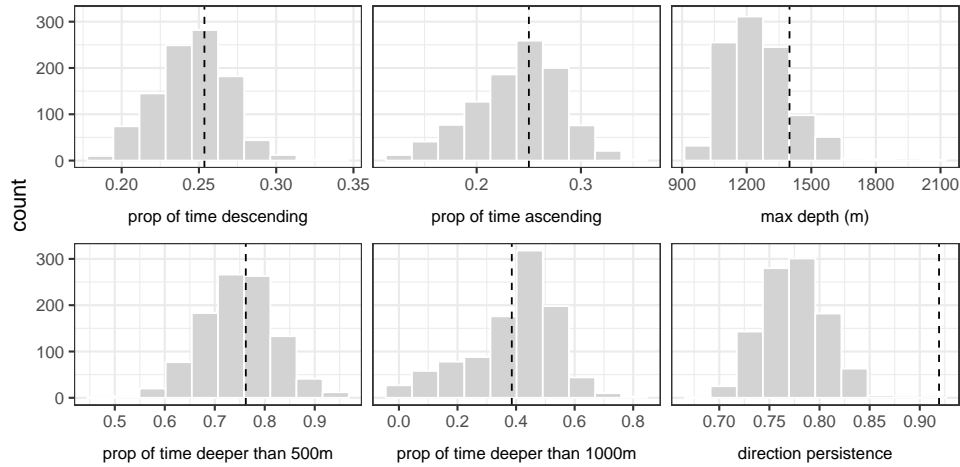 300
200
100
0
0.20 0.25 0.30 0.35
0.2 0.3
900 1200 1500 1800 2100
prop of time descending
prop of time ascending
max depth (m)
count
300
200
100
0
0.5 0.6 0.7 0.8 0.9
0.0 0.2 0.4 0.6 0.8
0.70 0.75 0.80 0.85 0.90
prop of time deeper than 500m
prop of time deeper than 1000m
direction persistence